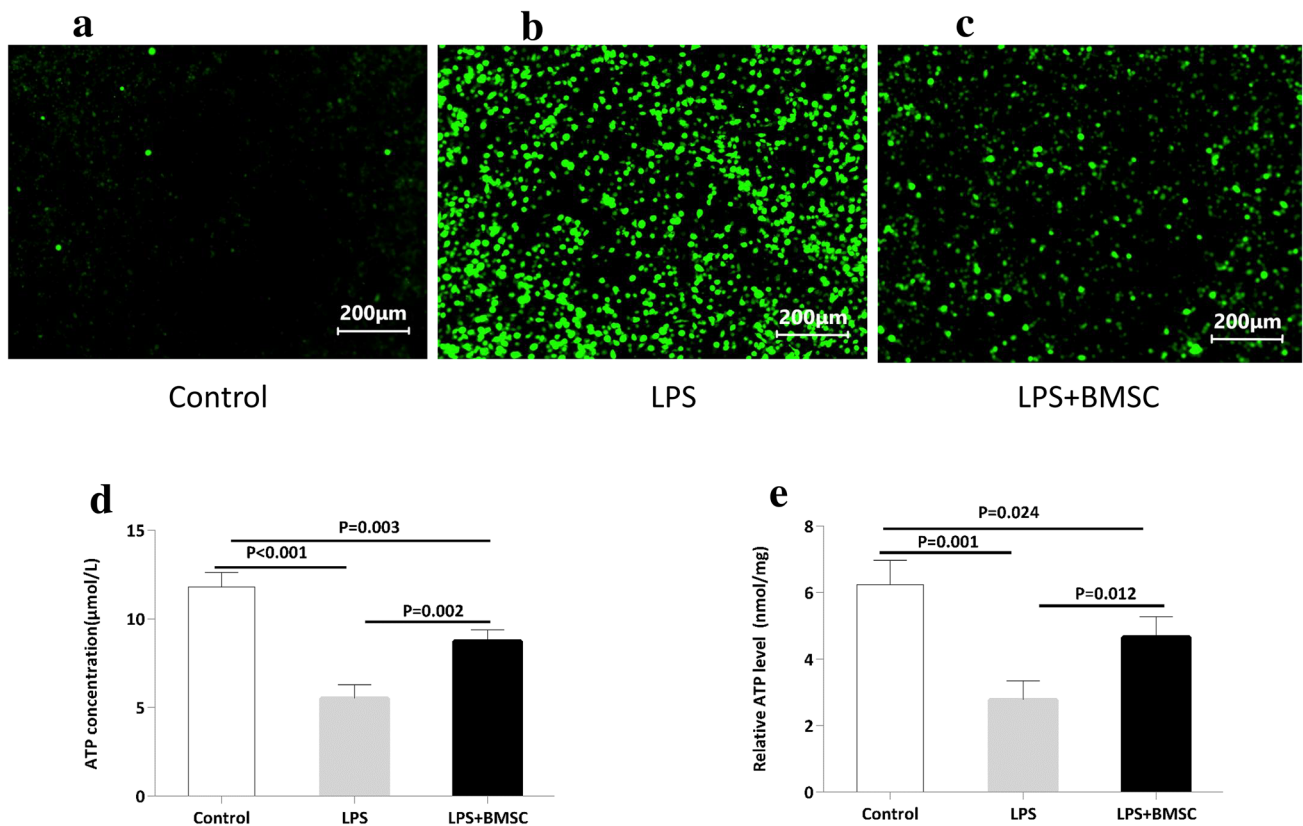 a
b
c
200μm
200μm
200μm
Control
LPS
LPS+BMSC
d
ATP concentration(μmol/L)
15
10
5
0
P=0.003
P<0.001
P=0.002
Control
LPS
LPS+BMSC
e
Relative ATP level (nmol/mg)
8
6
4
2
0
P=0.024
P=0.001
P=0.012
Control
LPS
LPS+BMSC